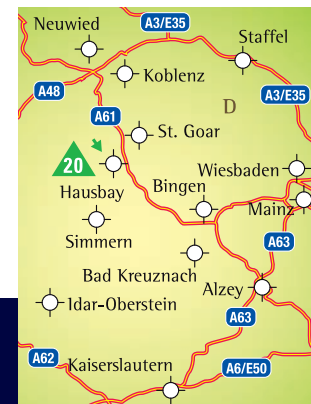 Neuwied
A3/E35
Staffel
Koblenz
A48
A3/E35
A61
D
St. Goar
20
Wiesbaden
Hausbay
Bingen
Mainz
Simmern
A63
Bad Kreuznach
Alzey
Idar-Oberstein
A63
A62
Kaiserslautern
A6/E50